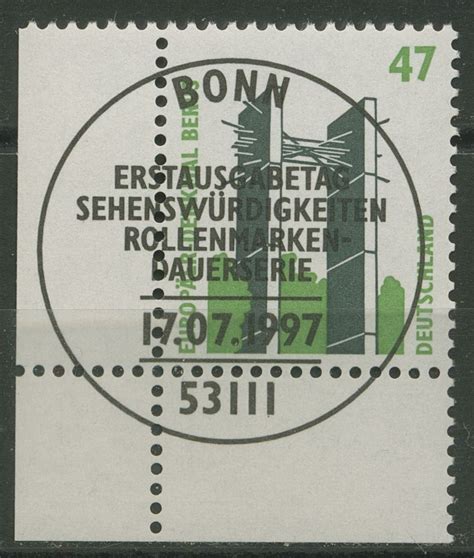 47
BONN
ERSTAUSGABETAG
SEHENSWÜRDIGKEITEN
ROLLENMARKEN-
DAUERSERIE
17.07.1997
53111
DEUTSCHLAND